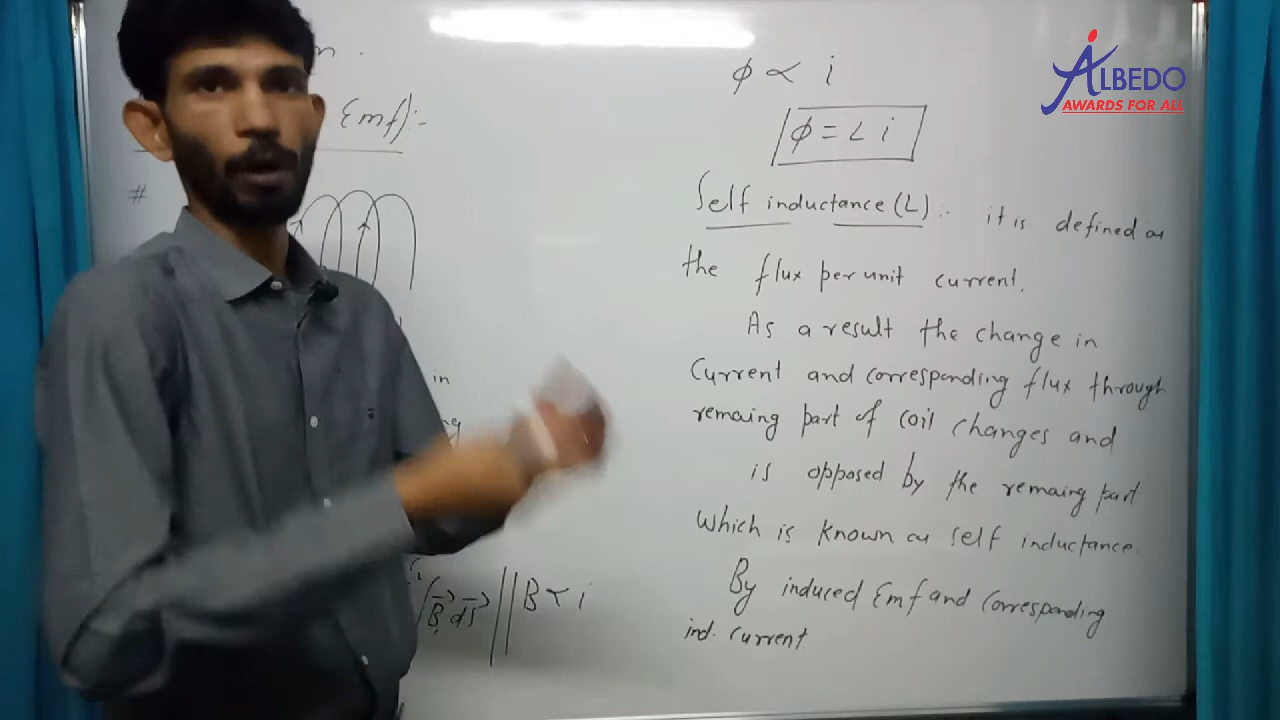 Emf):-
#
in
ng
∫B⃗.ds⃗ || B ∝ i
φ ∝ i
φ = L i
Self inductance (L):. it is defined as
the flux per unit current.
As a result the change in
Current and corresponding flux through
remaing part of coil changes and
is opposed by the remaing part
which is known as self inductance
By induced Emf and corresponding
ind. current
ALBEDO
AWARDS FOR ALL